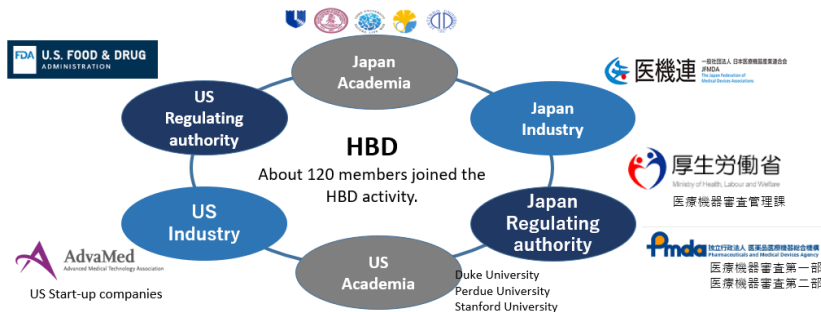 FDA U.S. FOOD & DRUG
ADMINISTRATION
Japan
Academia
一般社団法人 日本医療機器産業連合会
医機連 JFMDA
The Japan Federation of
Medical Devices Associations
US
Regulating
authority
Japan
Industry
HBD
About 120 members joined the
HBD activity.
厚生労働省
Ministry of Health, Labour and Welfare
医療機器審査管理課
US
Industry
Japan
Regulating
authority
AdvaMed
Advanced Medical Technology Association
US Start-up companies
US
Academia
Duke University
Perdue University
Stanford University
Pmda 独立行政法人 医薬品医療機器総合機構
Pharmaceuticals and Medical Devices Agency
医療機器審査第一部
医療機器審査第二部